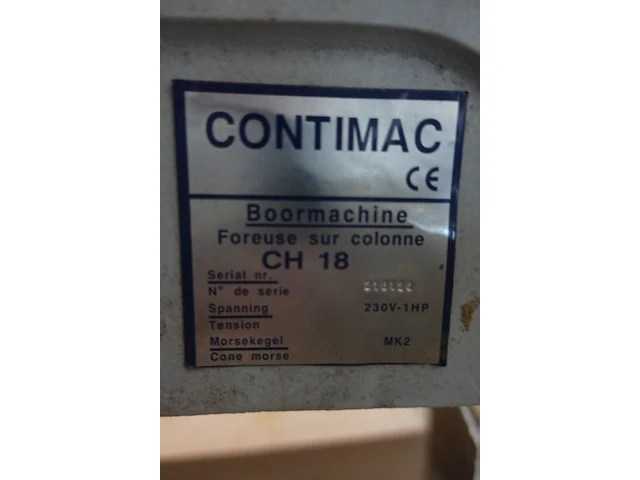 CONTIMAC
CE
Boormachine
Foreuse sur colonne
CH 18
Serial nr.
N° de serie
Spanning 230V-1HP
Tension
Morsekegel MK2
Cone morse